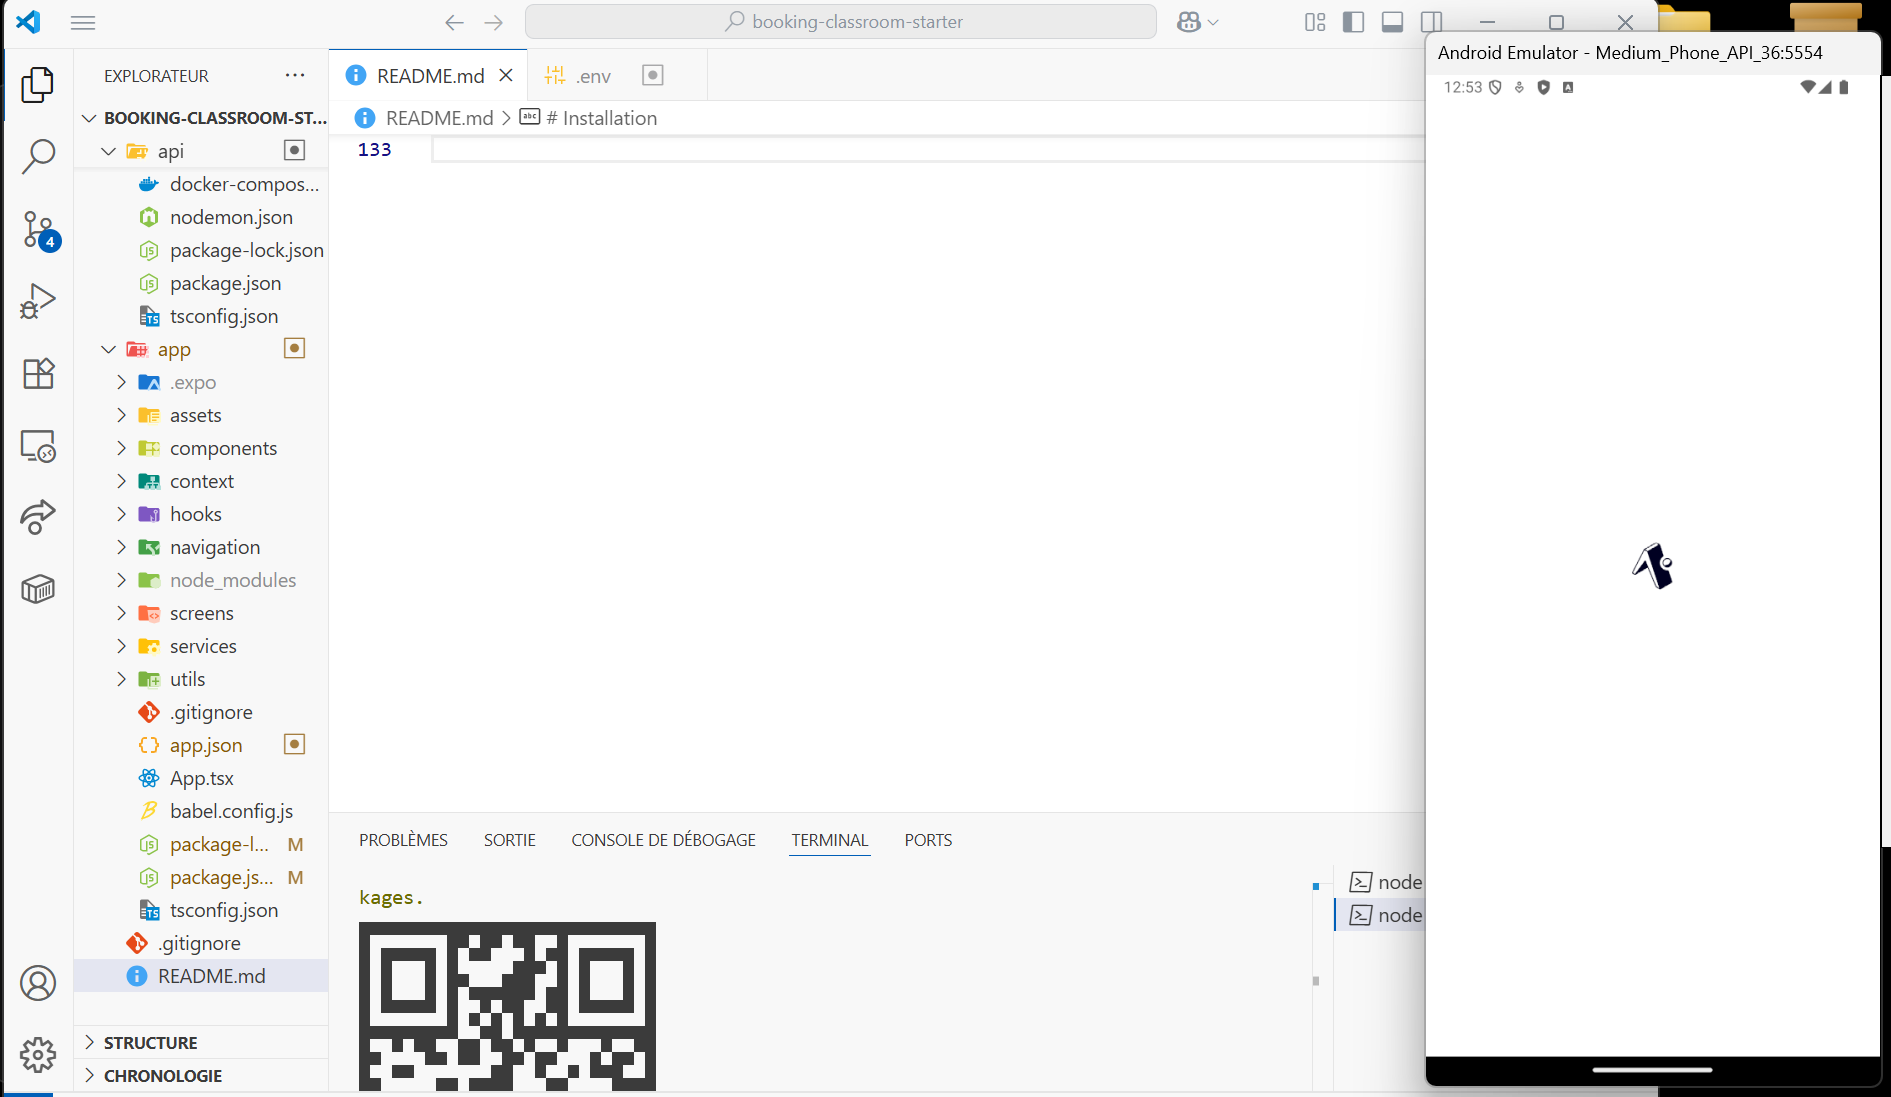 booking-classroom-starter
EXPLORATEUR
README.md
.env
BOOKING-CLASSROOM-ST...
README.md > # Installation
133
api
docker-compos...
nodemon.json
package-lock.json
package.json
tsconfig.json
app
.expo
assets
components
context
hooks
navigation
node_modules
screens
services
utils
.gitignore
app.json
App.tsx
babel.config.js
package-l... M
package.js... M
tsconfig.json
.gitignore
README.md
STRUCTURE
CHRONOLOGIE
4
PROBLÈMES
SORTIE
CONSOLE DE DÉBOGAGE
TERMINAL
PORTS
kages.
node
node
Android Emulator - Medium_Phone_API_36:5554
12:53